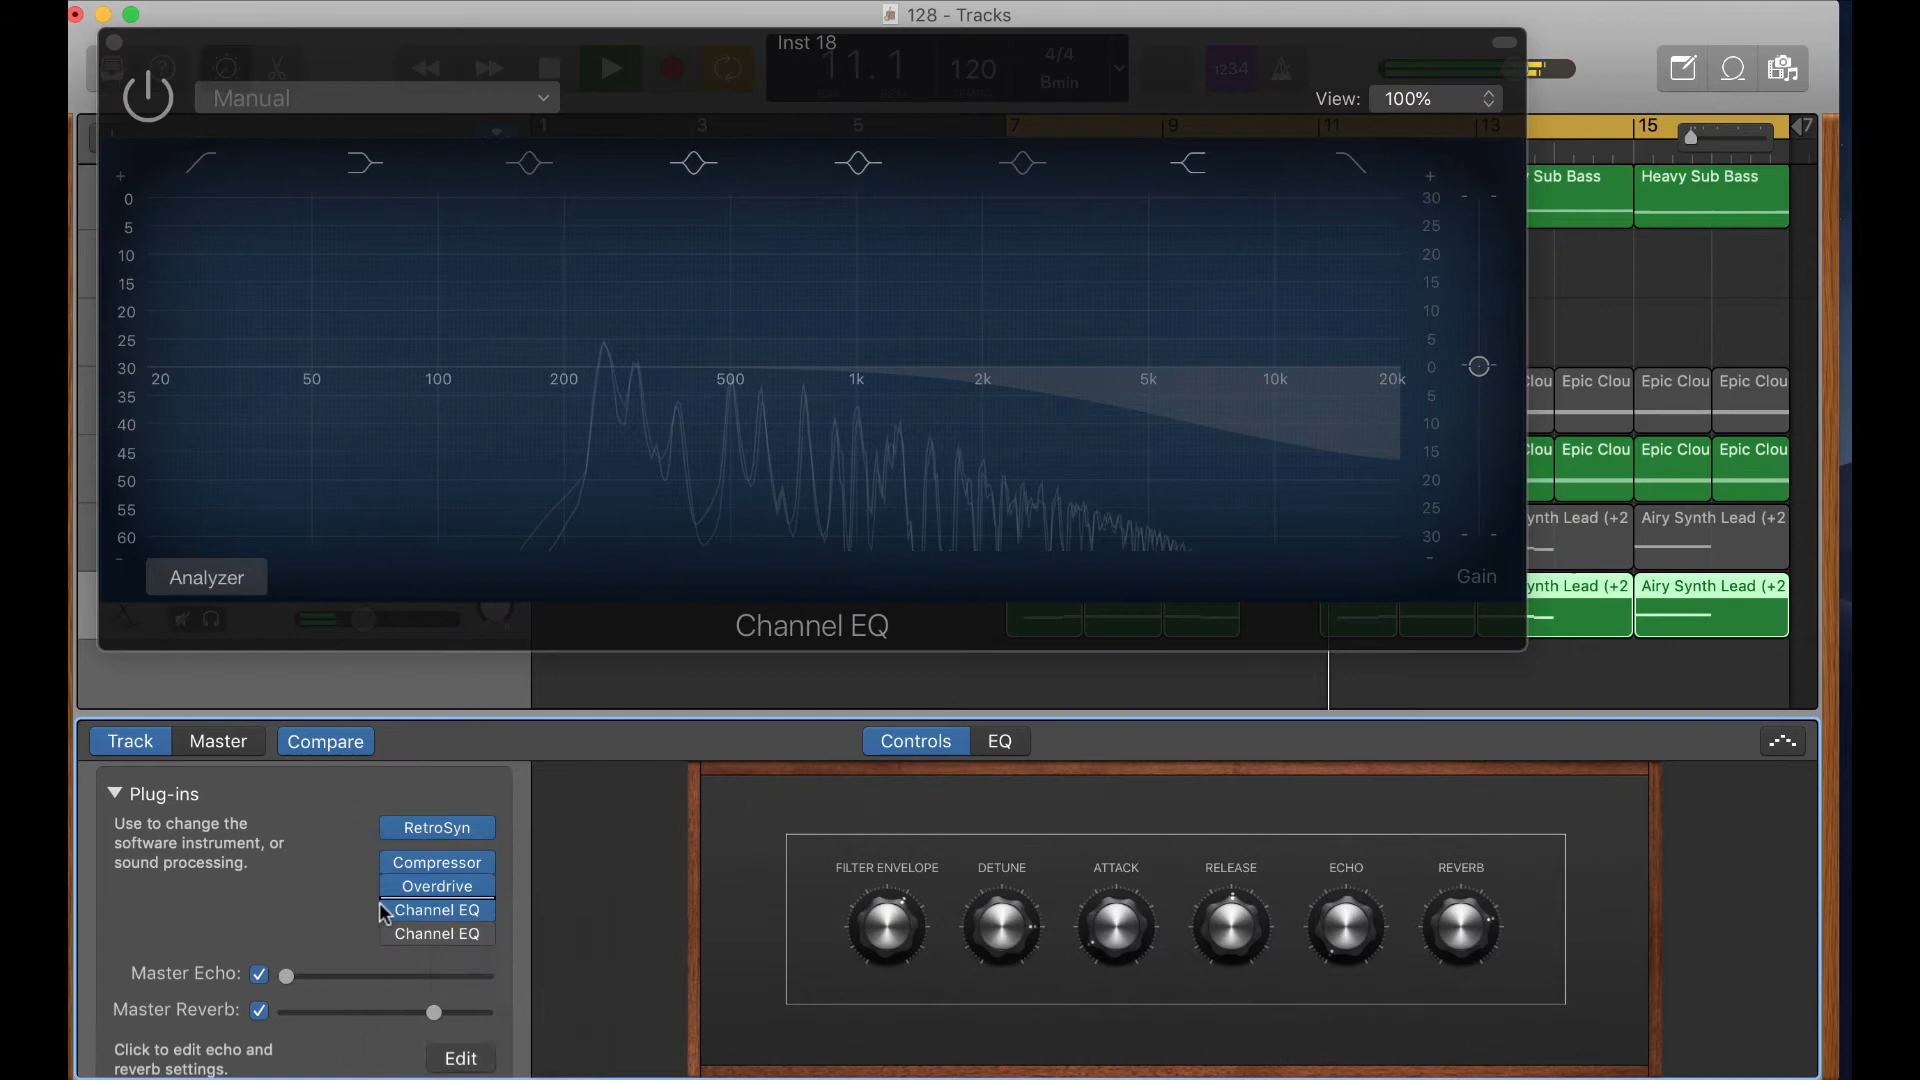 128 - Tracks
Inst 18
Manual
11.1
120
4/4
Bmin
1234
View: 100%
1 3 5 7 9 11 13 15 17
Sub Bass
Heavy Sub Bass
+ +
0 30
5 25
10 20
15 15
20 10
25 5
30 0
20 50 100 200 500 1k 2k 5k 10k 20k
35 5
40 10
45 15
50 20
55 25
60 30
- -
Clou Epic Clou Epic Clou Epic Clou
Clou Epic Clou Epic Clou Epic Clou
ynth Lead (+2 Airy Synth Lead (+2
ynth Lead (+2 Airy Synth Lead (+2
Analyzer
Gain
Channel EQ
Track Master Compare
Controls EQ
Plug-ins
Use to change the
software instrument, or
sound processing.
RetroSyn
Compressor
Overdrive
Channel EQ
Channel EQ
Master Echo:
Master Reverb:
Click to edit echo and
reverb settings.
Edit
FILTER ENVELOPE DETUNE ATTACK RELEASE ECHO REVERB